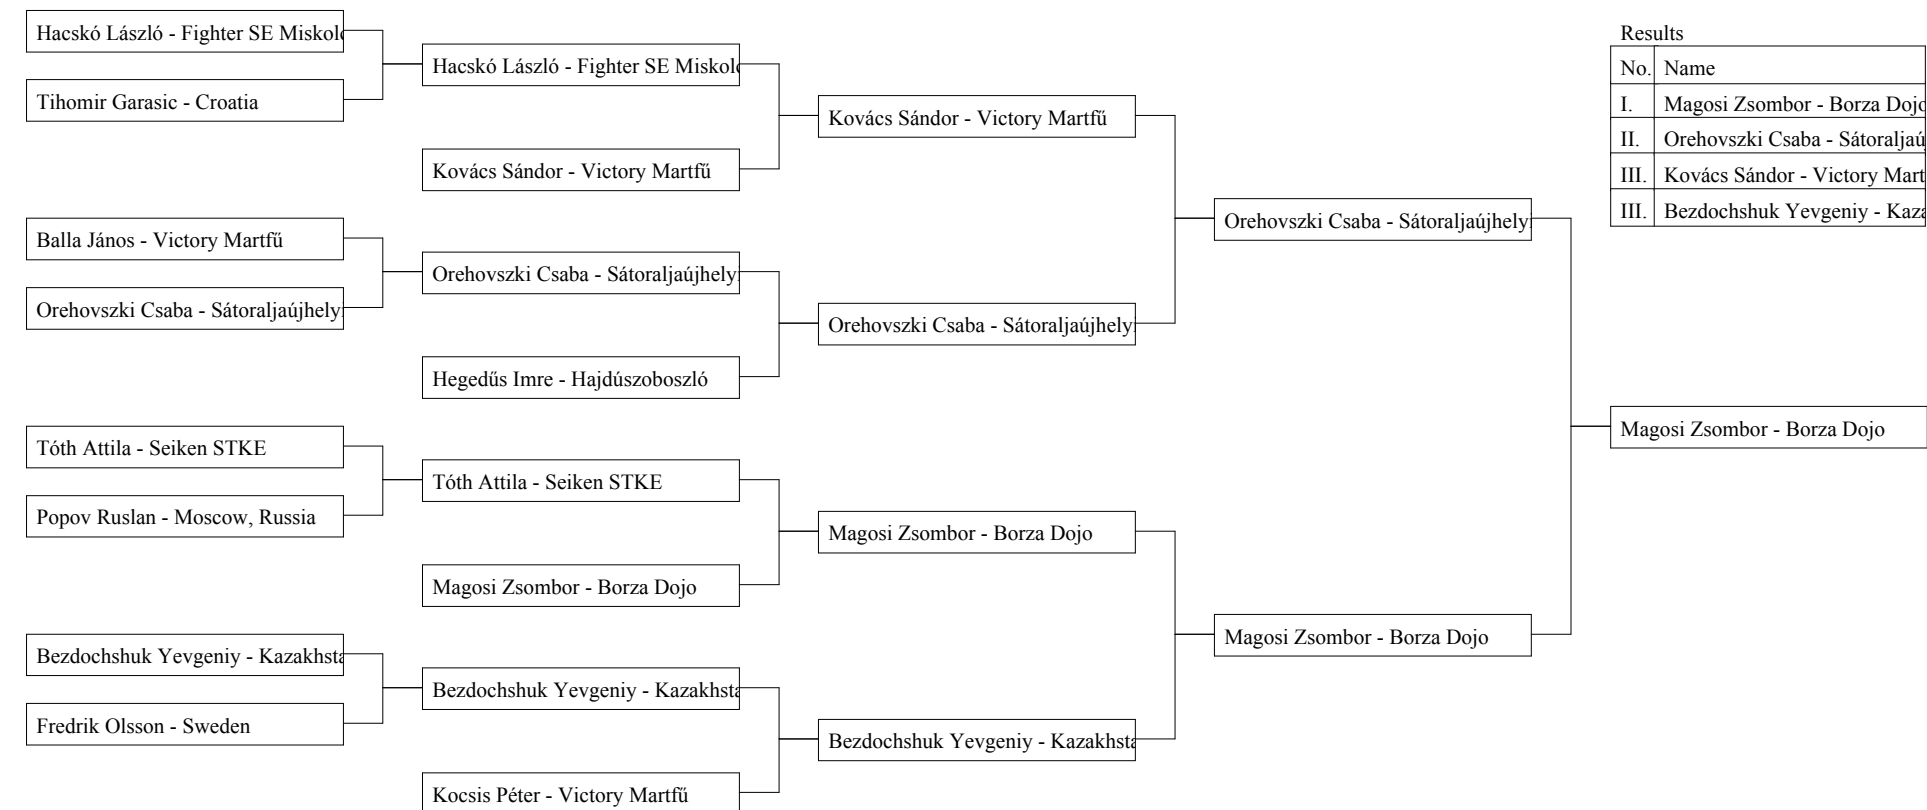 Hacskó László - Fighter SE Miskolc
Tihomir Garasic - Croatia
Balla János - Victory Martfű
Orehovszki Csaba - Sátoraljaújhely
Tóth Attila - Seiken STKE
Popov Ruslan - Moscow, Russia
Bezdochshuk Yevgeniy - Kazakhsta
Fredrik Olsson - Sweden
Hacskó László - Fighter SE Miskolc
Kovács Sándor - Victory Martfű
Orehovszki Csaba - Sátoraljaújhely
Hegedűs Imre - Hajdúszoboszló
Tóth Attila - Seiken STKE
Magosi Zsombor - Borza Dojo
Bezdochshuk Yevgeniy - Kazakhsta
Kocsis Péter - Victory Martfű
Kovács Sándor - Victory Martfű
Orehovszki Csaba - Sátoraljaújhely
Magosi Zsombor - Borza Dojo
Bezdochshuk Yevgeniy - Kazakhsta
Orehovszki Csaba - Sátoraljaújhely
Magosi Zsombor - Borza Dojo
Magosi Zsombor - Borza Dojo
Results
No. Name
I. Magosi Zsombor - Borza Dojo
II. Orehovszki Csaba - Sátoraljaú
III. Kovács Sándor - Victory Mart
III. Bezdochshuk Yevgeniy - Kaza